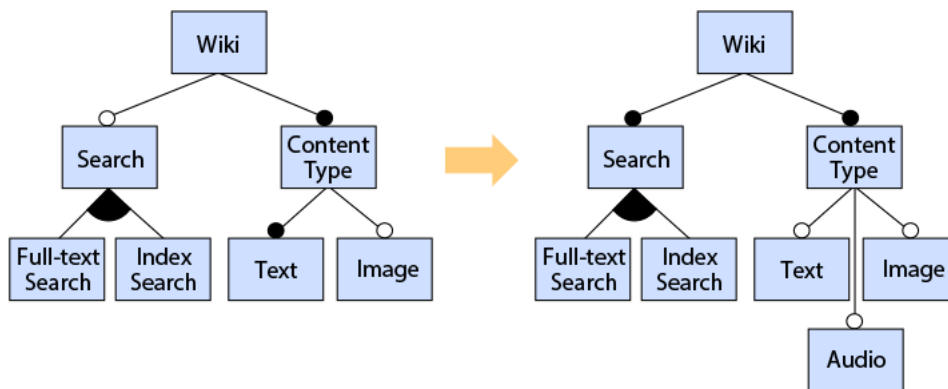 Wiki
Search
Content
Type
Full-text
Search
Index
Search
Text
Image
Wiki
Search
Content
Type
Full-text
Search
Index
Search
Text
Image
Audio